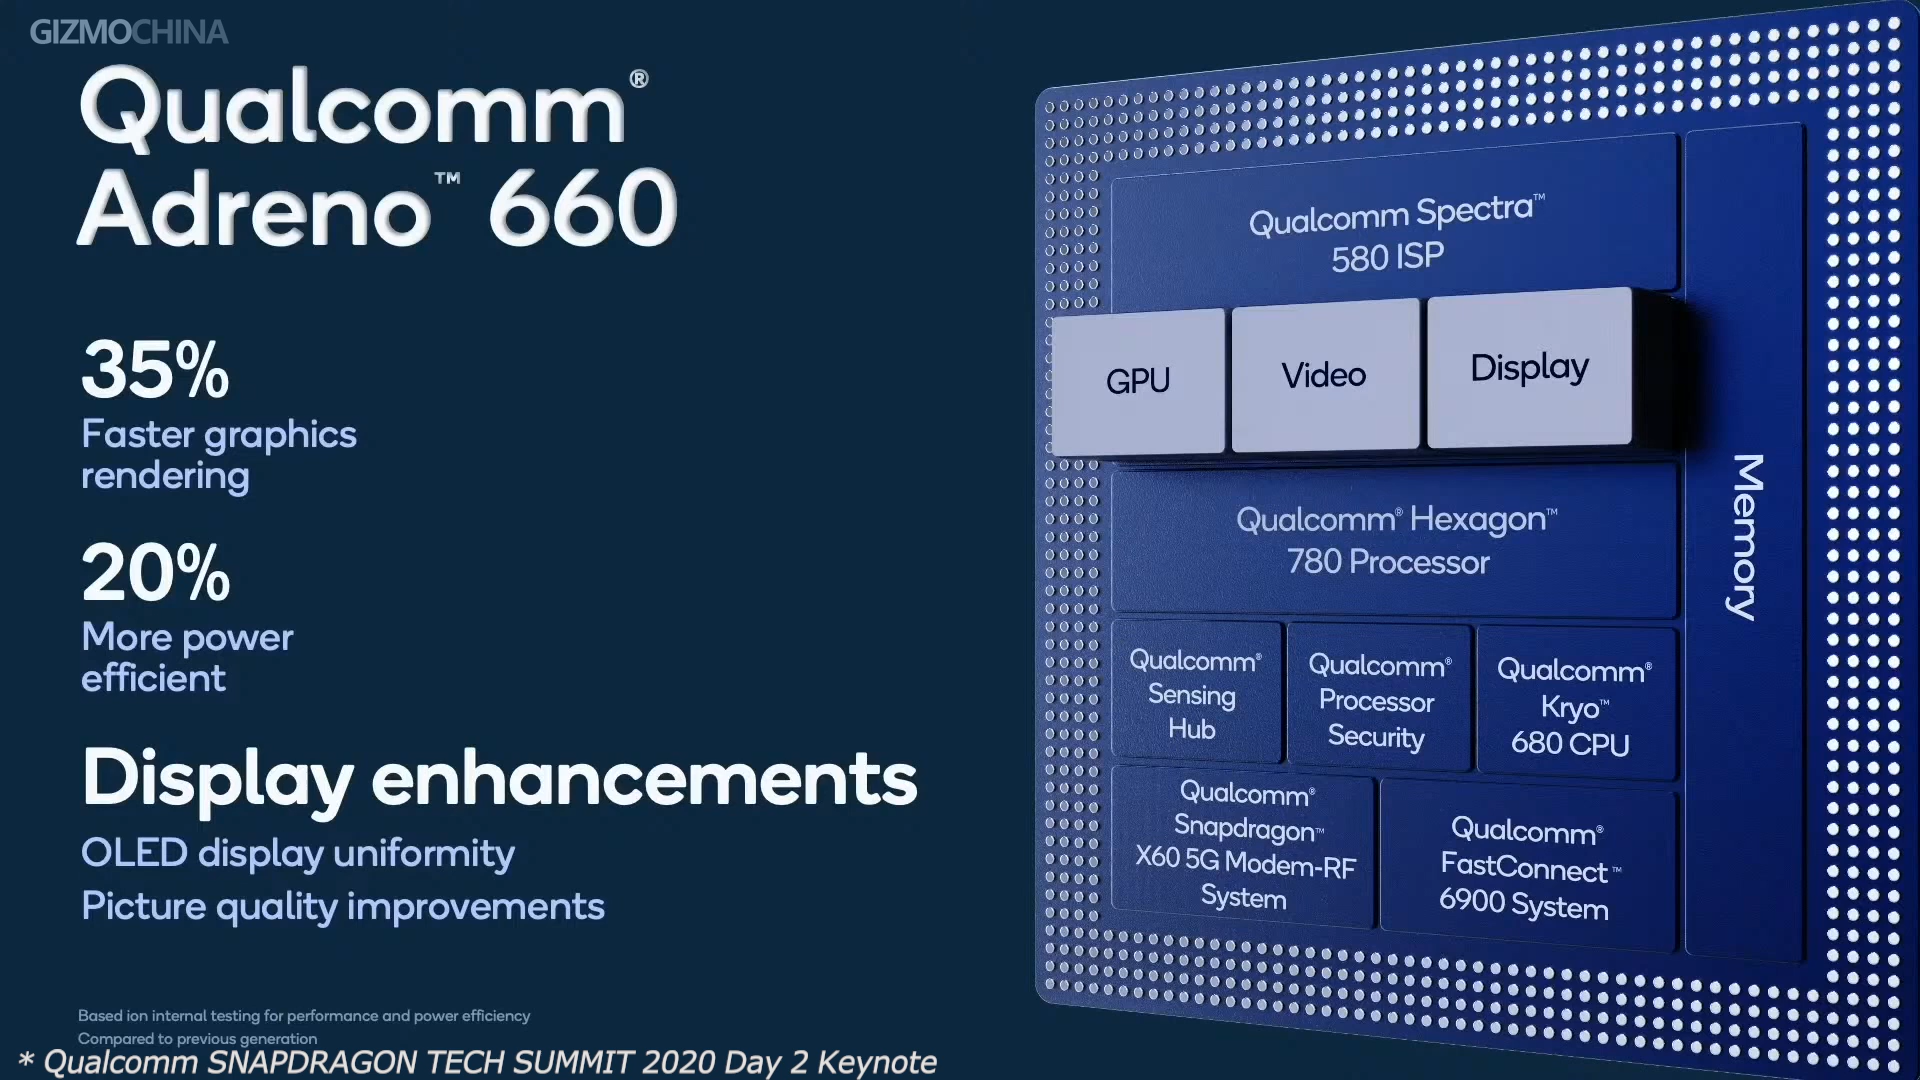 GIZMOCHINA
Qualcomm®
Adreno™ 660
35%
Faster graphics
rendering
20%
More power
efficient
Display enhancements
OLED display uniformity
Picture quality improvements
Based ion internal testing for performance and power efficiency
Compared to previous generation
* Qualcomm SNAPDRAGON TECH SUMMIT 2020 Day 2 Keynote
Qualcomm Spectra™
580 ISP
GPU
Video
Display
Qualcomm® Hexagon™
780 Processor
Qualcomm®
Sensing
Hub
Qualcomm®
Processor
Security
Qualcomm®
Kryo™
680 CPU
Qualcomm®
Snapdragon™
X60 5G Modem-RF
System
Qualcomm®
FastConnect™
6900 System
Memory